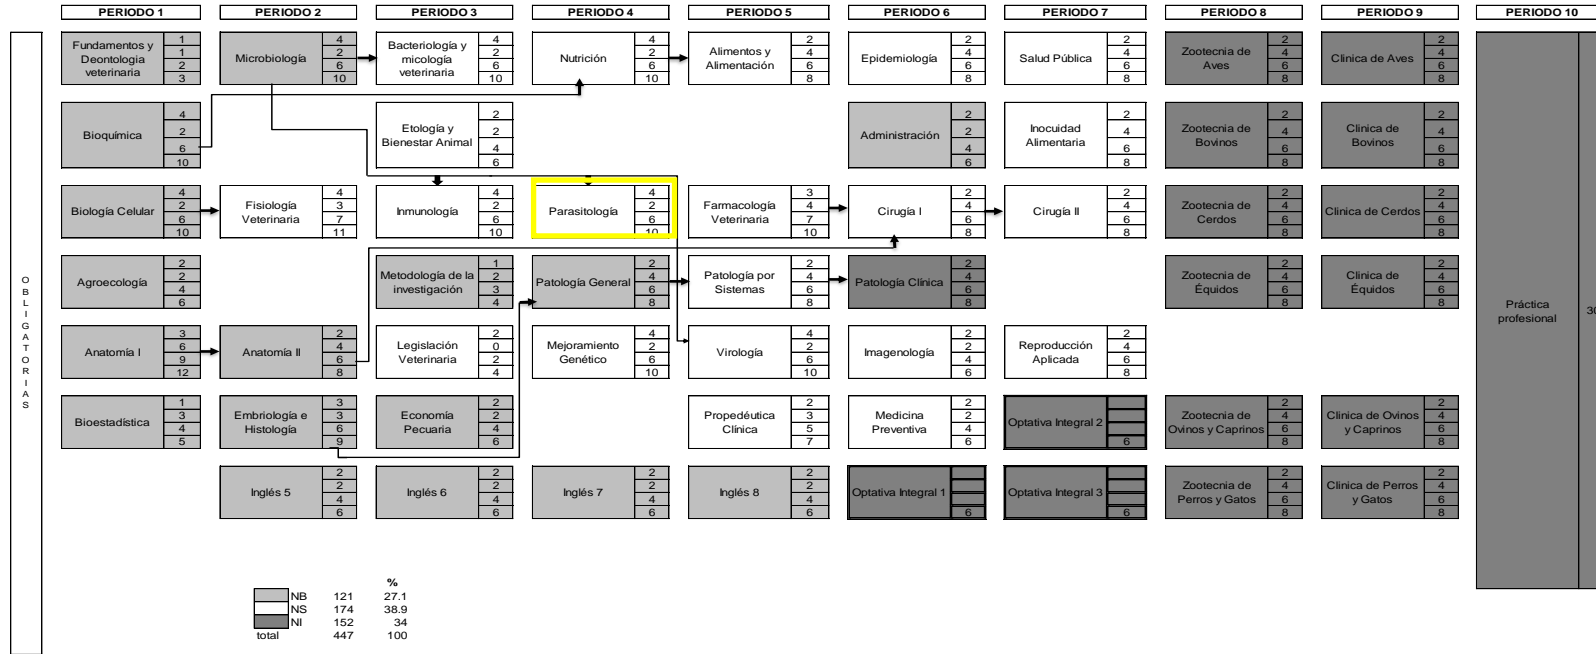 PERIODO 1
PERIODO 2
PERIODO 3
PERIODO 4
PERIODO 5
PERIODO 6
PERIODO 7
PERIODO 8
PERIODO 9
PERIODO 10
OBLIGATORIAS
Fundamentos y
Deontologia
veterinaria
1
1
2
3
Microbiología
4
2
6
10
Bacteriología y
micología
veterinaria
4
2
6
10
Nutrición
4
2
6
10
Alimentos y
Alimentación
2
4
6
8
Epidemiología
2
4
6
8
Salud Pública
2
4
6
8
Zootecnia de
Aves
2
4
6
8
Clinica de Aves
2
4
6
8
Bioquímica
4
2
6
10
Etología y
Bienestar Animal
2
2
4
6
Administración
2
2
4
6
Inocuidad
Alimentaria
2
4
6
8
Zootecnia de
Bovinos
2
4
6
8
Clinica de
Bovinos
2
4
6
8
Biología Celular
4
2
6
10
Fisiología
Veterinaria
4
3
7
11
Inmunología
4
2
6
10
Parasitología
4
2
6
10
Farmacología
Veterinaria
3
4
7
10
Cirugía I
2
4
6
8
Cirugía II
2
4
6
8
Zootecnia de
Cerdos
2
4
6
8
Clinica de Cerdos
2
4
6
8
Agroecología
2
2
4
6
Metodología de la
investigación
1
2
3
4
Patología General
2
4
6
8
Patología por
Sistemas
2
4
6
8
Patología Clínica
2
4
6
8
Zootecnia de
Équidos
2
4
6
8
Clínica de
Équidos
2
4
6
8
Práctica
profesional
30
Anatomía I
3
6
9
12
Anatomía II
2
4
6
8
Legislación
Veterinaria
2
0
2
4
Mejoramiento
Genético
4
2
6
10
Virología
4
2
6
10
Imagenología
2
2
4
6
Reproducción
Aplicada
2
4
6
8
Bioestadística
1
3
4
5
Embriología e
Histología
3
3
6
9
Economía
Pecuaria
2
2
4
6
Propedéutica
Clínica
2
3
5
7
Medicina
Preventiva
2
2
4
6
Optativa Integral 2
6
Zootecnia de
Ovinos y Caprinos
2
4
6
8
Clinica de Ovinos
y Caprinos
2
4
6
8
Inglés 5
2
2
4
6
Inglés 6
2
2
4
6
Inglés 7
2
2
4
6
Inglés 8
2
2
4
6
Optativa Integral 1
6
Optativa Integral 3
6
Zootecnia de
Perros y Gatos
2
4
6
8
Clinica de Perros
y Gatos
2
4
6
8
%
NB 121 27.1
NS 174 38.9
NI 152 34
total 447 100